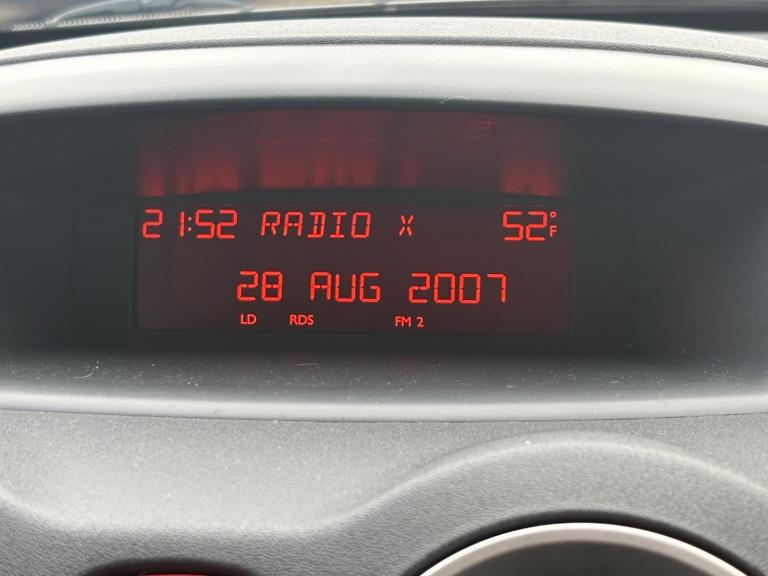 21:52 RADIO X 52°F
28 AUG 2007
LD RDS FM 2